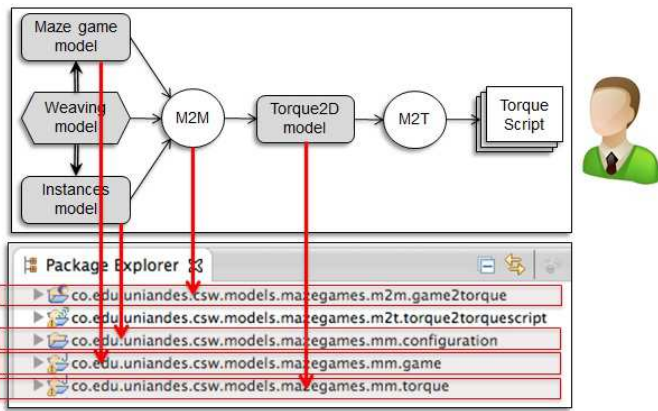 Maze game
model
Weaving
model
Instances
model
M2M
Torque2D
model
M2T
Torque
Script
Package Explorer
co.edu.uniandes.csw.models.mazegames.m2m.game2torque
co.edu.uniandes.csw.models.mazegames.m2t.torque2torquescript
co.edu.uniandes.csw.models.mazegames.mm.configuration
co.edu.uniandes.csw.models.mazegames.mm.game
co.edu.uniandes.csw.models.mazegames.mm.torque